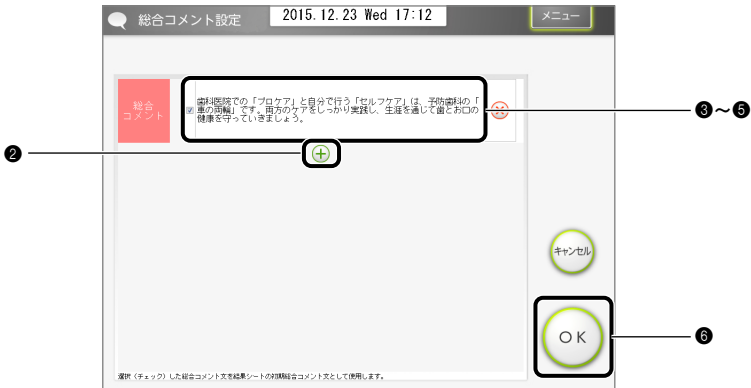 総合コメント設定
2015.12.23 Wed 17:12
メニュー
総合
コメント
歯科医院での「プロケア」と自分で行う「セルフケア」は、予防歯科の「
車の両輪」です。両方のケアをしっかり実践し、生涯を通じて歯とお口の
健康を守っていきましょう。
❸~❺
❷
キャンセル
OK
❻
選択（チェック）した総合コメント文を結果シートの初期総合コメント文として使用します。